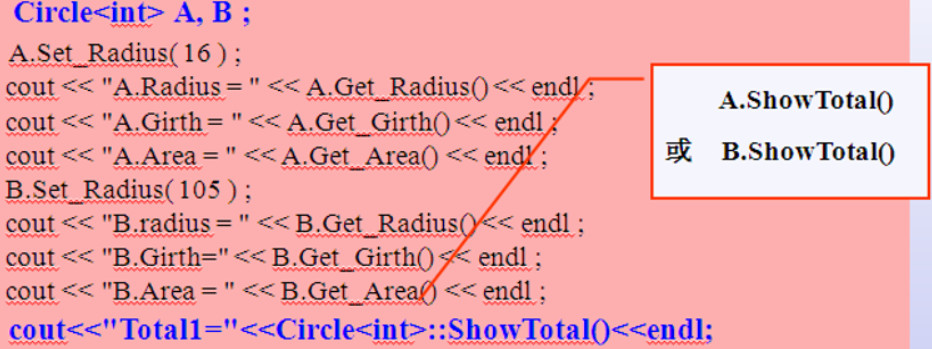 Circle<int> A, B ;
A.Set_Radius( 16 ) ;
cout << "A.Radius = " << A.Get_Radius() << endl ;
cout << "A.Girth = " << A.Get_Girth() << endl ;
cout << "A.Area = " << A.Get_Area() << endl ;
B.Set_Radius( 105 ) ;
cout << "B.radius = " << B.Get_Radius() << endl ;
cout << "B.Girth=" << B.Get_Girth() << endl ;
cout << "B.Area = " << B.Get_Area() << endl ;
cout<<"Total1="<<Circle<int>::ShowTotal()<<endl;
A.ShowTotal()
或 B.ShowTotal()